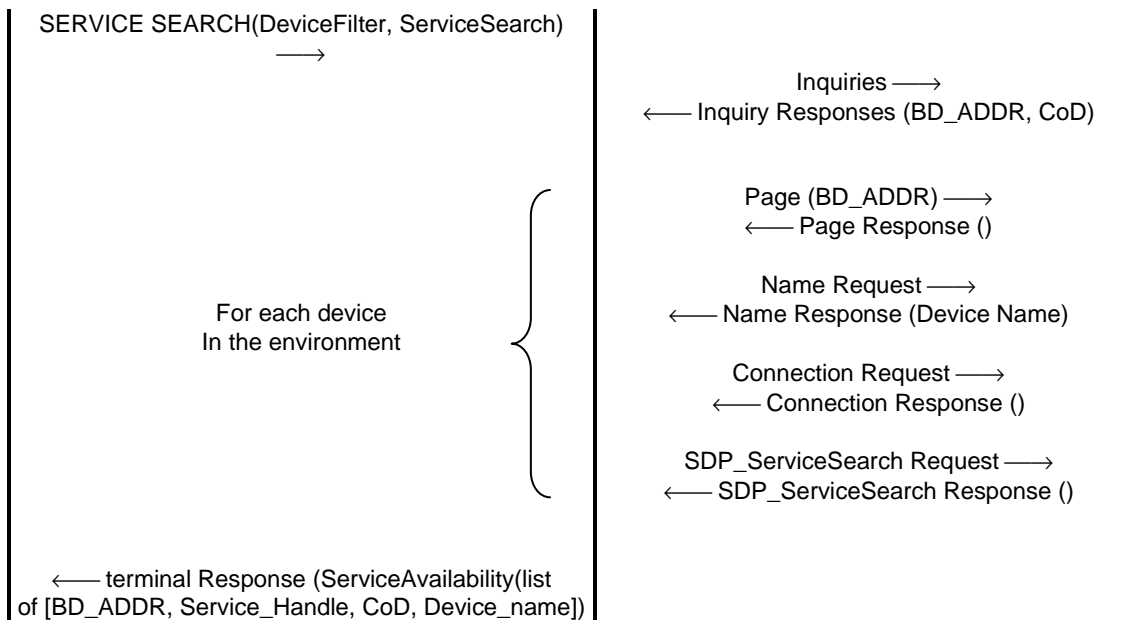 SERVICE SEARCH(DeviceFilter, ServiceSearch)
⟶
Inquiries ⟶
⟵ Inquiry Responses (BD_ADDR, CoD)
Page (BD_ADDR) ⟶
⟵ Page Response ()
Name Request ⟶
⟵ Name Response (Device Name)
For each device
In the environment
Connection Request ⟶
⟵ Connection Response ()
SDP_ServiceSearch Request ⟶
⟵ SDP_ServiceSearch Response ()
⟵ terminal Response (ServiceAvailability(list
of [BD_ADDR, Service_Handle, CoD, Device_name])